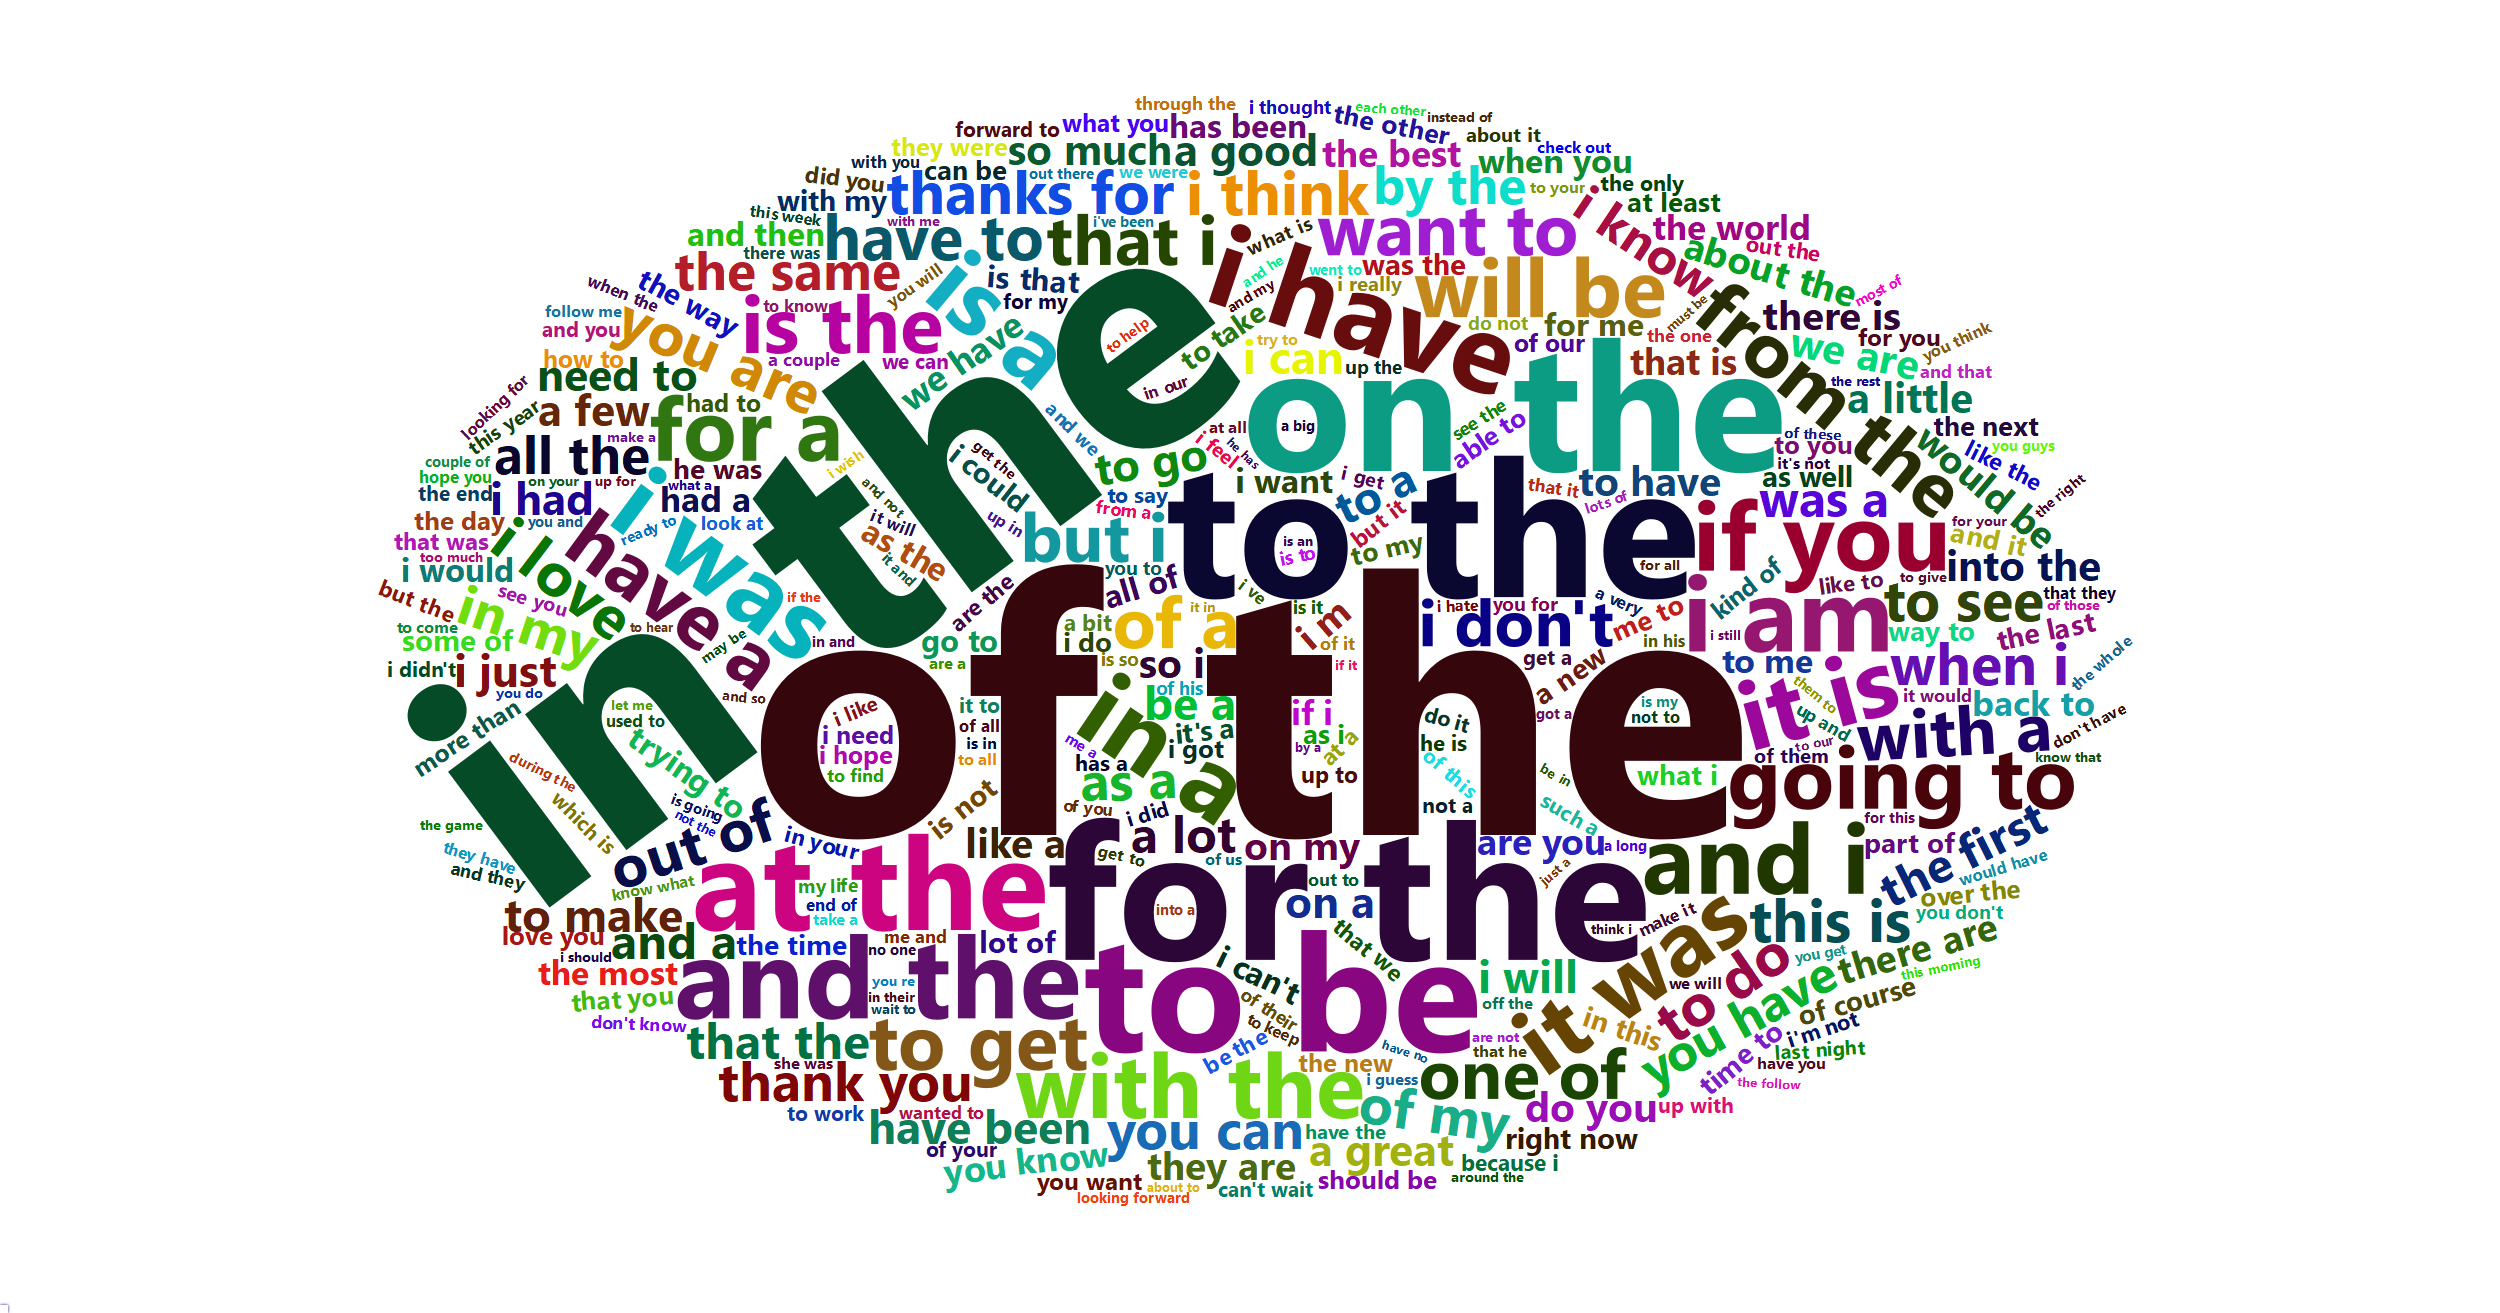 through the
i thought
each other
instead of
forward to
what you
has been
the other
about it
they were
so much
a good
the best
when you
check out
with you
did you
can be
out there
we were
with my
thanks for
i think
by the
to your
the only
at least
this week
with me
i've been
and then
have to
that i
what is
want to
i know
the world
there was
the same
is a
is that
and he
went to
was the
about the
out the
when the
the way
to know
you will
for my
and my
i really
will be
most of
follow me
and you
you are
is the
we have
to take
i have
do not
for me
must be
there is
for you
how to
a couple
we can
to help
try to
i can
of our
the one
from the
we are
you think
need to
in our
up the
that is
the rest
and that
looking for
this year
a few
for a
had to
and we
at all
a big
on the
see the
able to
a little
the next
of these
make a
all the
i wish
i could
get the
to go
i feel
he has
to you
would be
like the
you guys
couple of
hope you
he was
i want
i get
it's not
as well
the end
i had
on your
up for
what a
had a
and not
to say
to a
that it
to have
the right
the day
you and
i was
ready to
look at
it will
up in
from a
but i
to the
but it
lots of
was a
for your
and it
that was
too much
i love
have a
as the
it and
you to
is an
is to
to my
for all
if you
i would
see you
if the
the
are the
all of
i ve
kind of
like to
to give
into the
but the
in my
it in
is it
i hate
you for
a very
me to
i am
to see
that they
of those
to come
some of
to hear
may be
in and
go to
a bit
i do
of a
i m
of it
i don't
in his
i still
way to
the last
i didn't
i just
you do
and so
are a
is so
so i
if it
get a
a new
to me
it is
when i
the whole
more than
in
let me
used to
i like
i need
i hope
to find
of the
it to
of all
is in
to all
in a
of his
be a
it's a
i got
me a
has a
as a
if i
as i
by a
at a
up to
do it
he is
got a
is my
not to
them to
it would
up and
back to
to our
of them
with a
don't have
know that
trying to
during the
which is
is going
not the
of you
i did
of this
not a
be in
such a
what i
going to
for this
the game
they have
and they
out of
in your
is not
like a
get to
a lot
of us
on my
are you
a long
and i
part of
the first
would have
know what
at the
my life
end of
take a
for the
into a
out to
on a
just a
over the
to make
love you
and a
the time
me and
no one
lot of
that we
think i
make it
it was
this is
you don't
i should
the most
that you
don't know
and the
you re
in their
wait to
to be
i can't
of their
to keep
i will
off the
in this
we will
to do
you get
there are
this morning
you have
of course
that the
she was
to get
be the
have no
are not
that he
time to
i'm not
last night
have you
the follow
thank you
with the
the new
i guess
one of
to work
wanted to
have been
you can
of my
have the
do you
up with
of your
you know
they are
a great
right now
because i
you want
about to
can't wait
should be
around the
looking forward